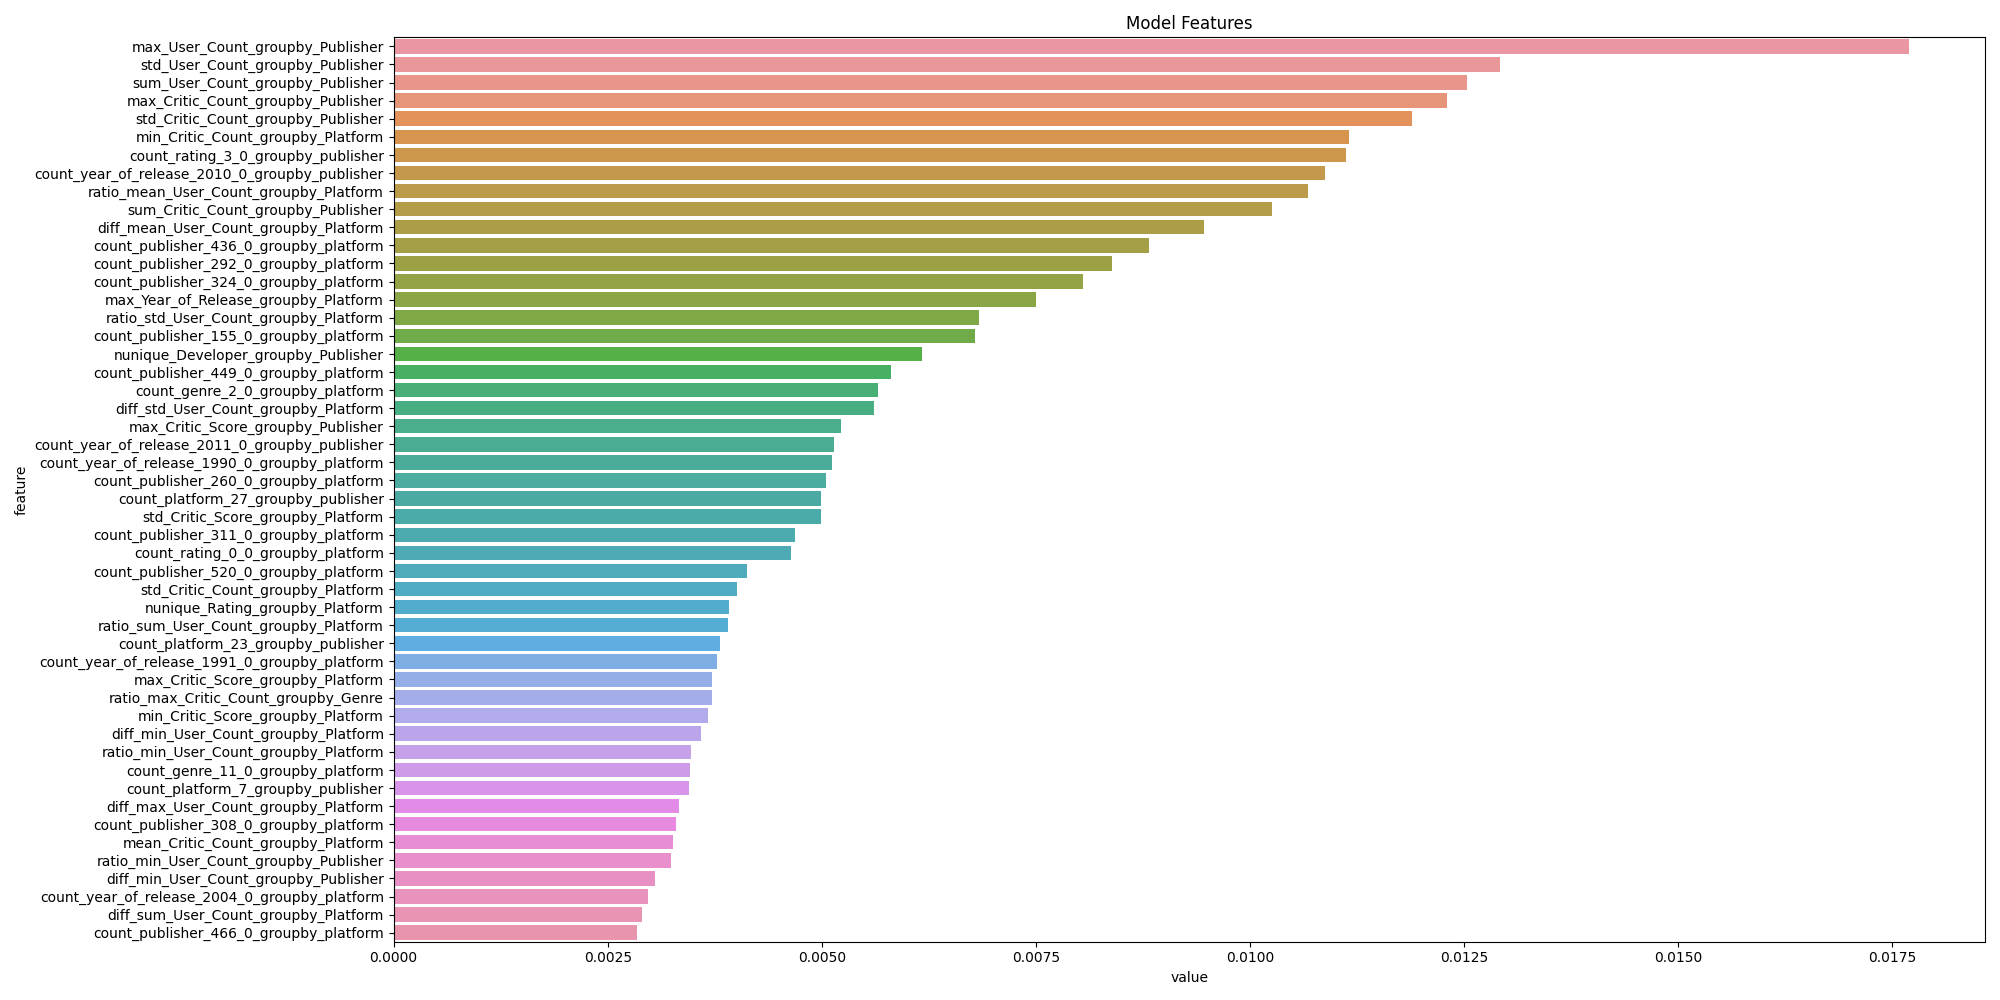 Model Features
max_User_Count_groupby_Publisher
std_User_Count_groupby_Publisher
sum_User_Count_groupby_Publisher
max_Critic_Count_groupby_Publisher
std_Critic_Count_groupby_Publisher
min_Critic_Count_groupby_Platform
count_rating_3_0_groupby_publisher
count_year_of_release_2010_0_groupby_publisher
ratio_mean_User_Count_groupby_Platform
sum_Critic_Count_groupby_Publisher
diff_mean_User_Count_groupby_Platform
count_publisher_436_0_groupby_platform
count_publisher_292_0_groupby_platform
count_publisher_324_0_groupby_platform
max_Year_of_Release_groupby_Platform
ratio_std_User_Count_groupby_Platform
count_publisher_155_0_groupby_platform
nunique_Developer_groupby_Publisher
count_publisher_449_0_groupby_platform
count_genre_2_0_groupby_platform
diff_std_User_Count_groupby_Platform
max_Critic_Score_groupby_Publisher
count_year_of_release_2011_0_groupby_publisher
count_year_of_release_1990_0_groupby_platform
count_publisher_260_0_groupby_platform
count_platform_27_groupby_publisher
std_Critic_Score_groupby_Platform
count_publisher_311_0_groupby_platform
count_rating_0_0_groupby_platform
count_publisher_520_0_groupby_platform
std_Critic_Count_groupby_Platform
nunique_Rating_groupby_Platform
ratio_sum_User_Count_groupby_Platform
count_platform_23_groupby_publisher
count_year_of_release_1991_0_groupby_platform
max_Critic_Score_groupby_Platform
ratio_max_Critic_Count_groupby_Genre
min_Critic_Score_groupby_Platform
diff_min_User_Count_groupby_Platform
ratio_min_User_Count_groupby_Platform
count_genre_11_0_groupby_platform
count_platform_7_groupby_publisher
diff_max_User_Count_groupby_Platform
count_publisher_308_0_groupby_platform
mean_Critic_Count_groupby_Platform
ratio_min_User_Count_groupby_Publisher
diff_min_User_Count_groupby_Publisher
count_year_of_release_2004_0_groupby_platform
diff_sum_User_Count_groupby_Platform
count_publisher_466_0_groupby_platform
feature
0.0000 0.0025 0.0050 0.0075 0.0100 0.0125 0.0150 0.0175
value